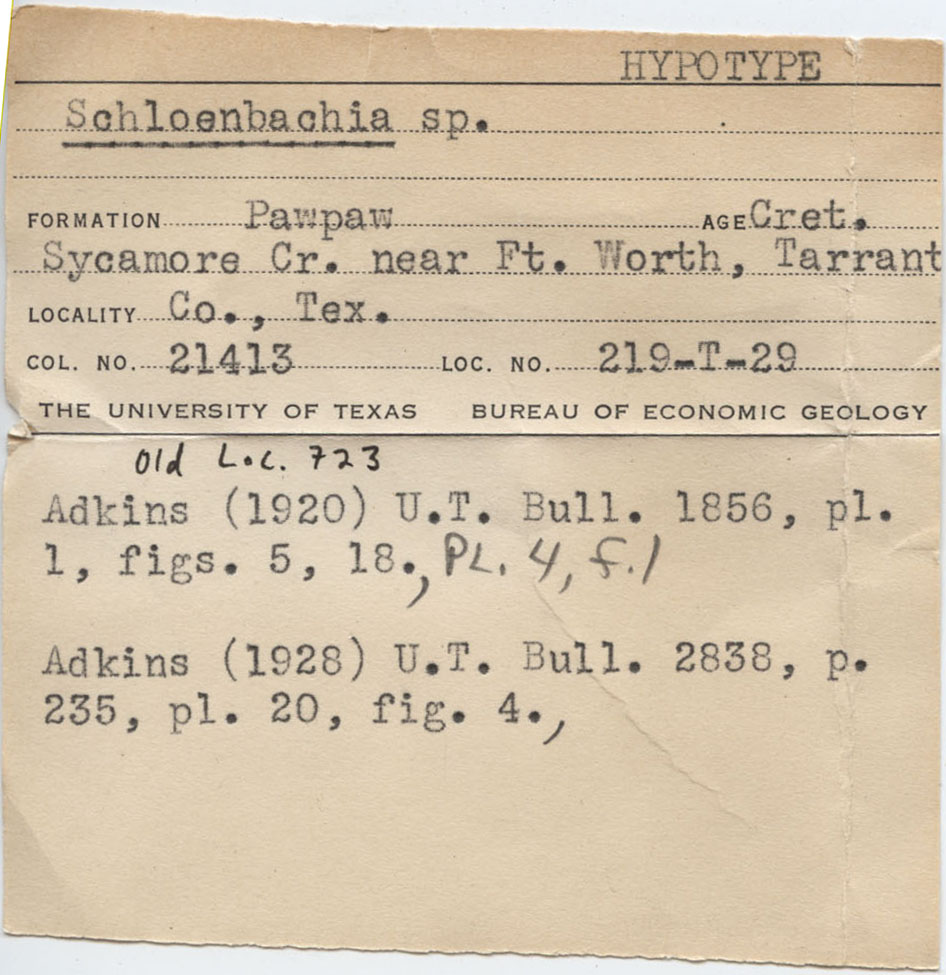 HYPOTYPE
Schloenbachia sp.
FORMATION Pawpaw AGE Cret.
Sycamore Cr. near Ft. Worth, Tarrant
LOCALITY Co., Tex.
COL. NO. 21413 LOC. NO. 219-T-29
THE UNIVERSITY OF TEXAS BUREAU OF ECONOMIC GEOLOGY
Old Loc. 723
Adkins (1920) U.T. Bull. 1856, pl.
1, figs. 5, 18., PL. 4, f. 1
Adkins (1928) U.T. Bull. 2838, p.
235, pl. 20, fig. 4.,